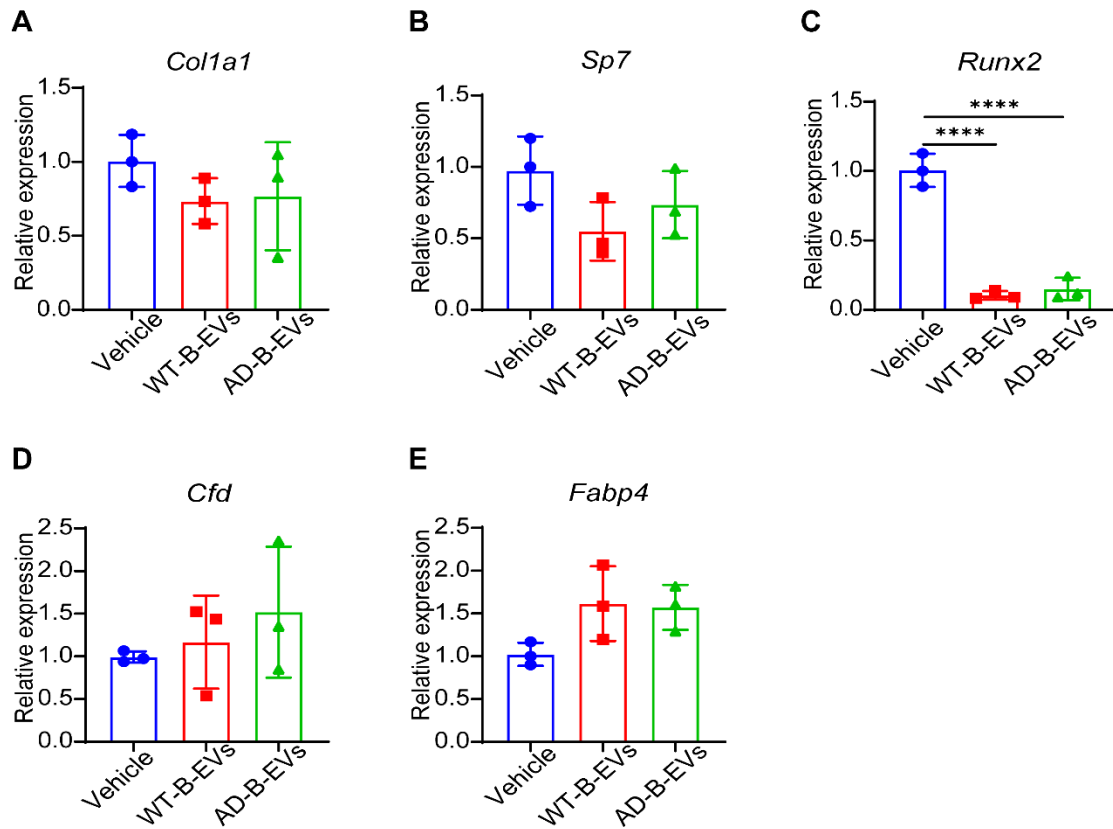 A
Col1a1
Relative expression
1.5
1.0
0.5
0.0
Vehicle
WT-B-EVs
AD-B-EVs
B
Sp7
Relative expression
1.5
1.0
0.5
0.0
Vehicle
WT-B-EVs
AD-B-EVs
C
Runx2
Relative expression
1.5
1.0
0.5
0.0
****
****
Vehicle
WT-B-EVs
AD-B-EVs
D
Cfd
Relative expression
2.5
2.0
1.5
1.0
0.5
0.0
Vehicle
WT-B-EVs
AD-B-EVs
E
Fabp4
Relative expression
2.5
2.0
1.5
1.0
0.5
0.0
Vehicle
WT-B-EVs
AD-B-EVs